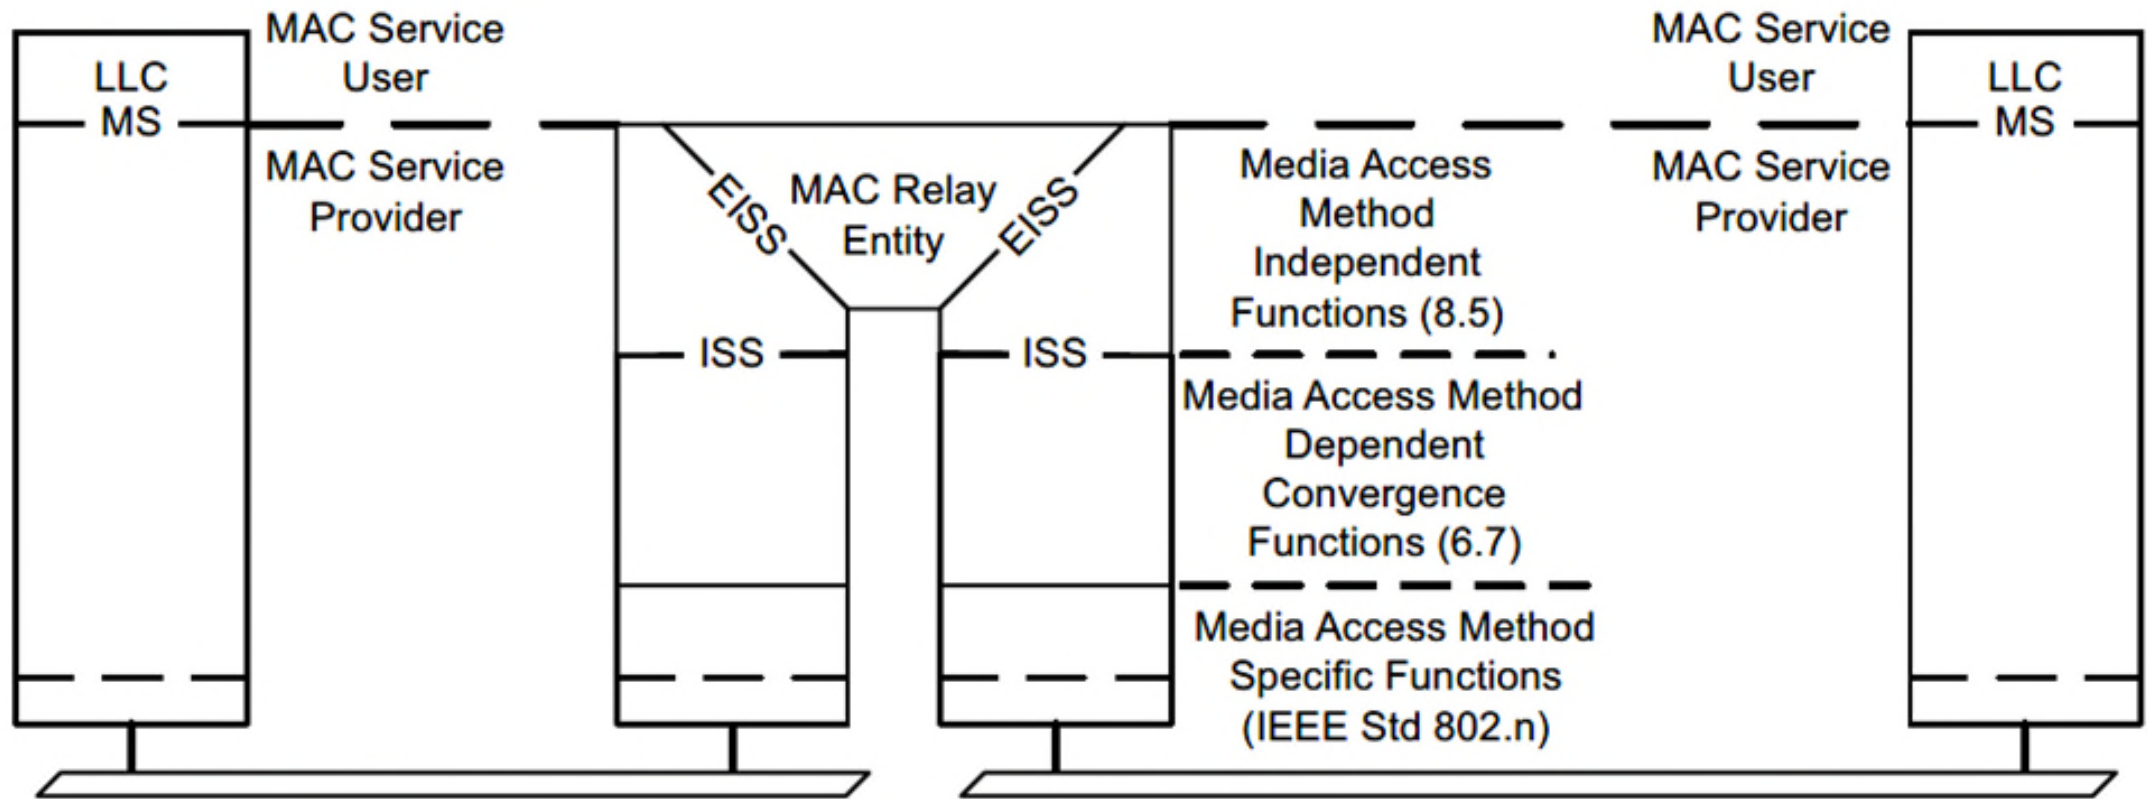 LLC
MS
MAC Service
User
MAC Service
Provider
EISS
MAC Relay
Entity
EISS
ISS
ISS
Media Access
Method
Independent
Functions (8.5)
Media Access Method
Dependent
Convergence
Functions (6.7)
Media Access Method
Specific Functions
(IEEE Std 802.n)
MAC Service
User
MAC Service
Provider
LLC
MS